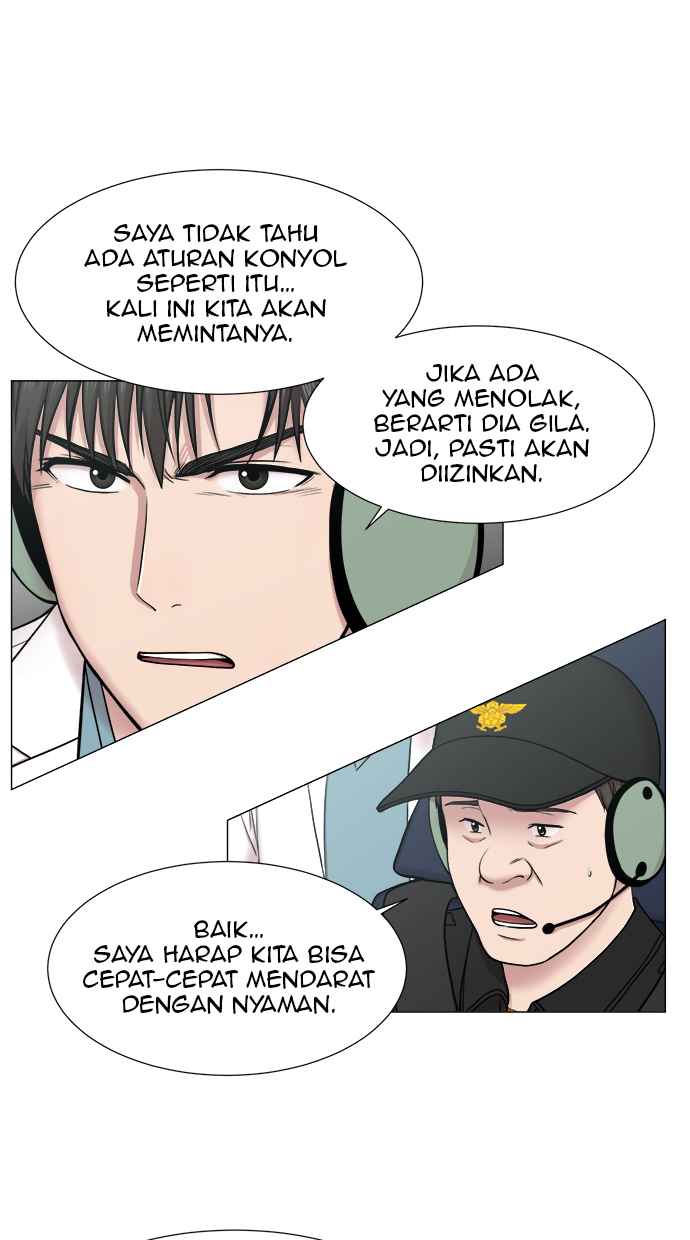 SAYA TIDAK TAHU
ADA ATURAN KONYOL
SEPERTI ITU...
KALI INI KITA AKAN
MEMINTANYA.
JIKA ADA
YANG MENOLAK,
BERARTI DIA GILA.
JADI, PASTI AKAN
DIIZINKAN.
BAIK...
SAYA HARAP KITA BISA
CEPAT-CEPAT MENDARAT
DENGAN NYAMAN.